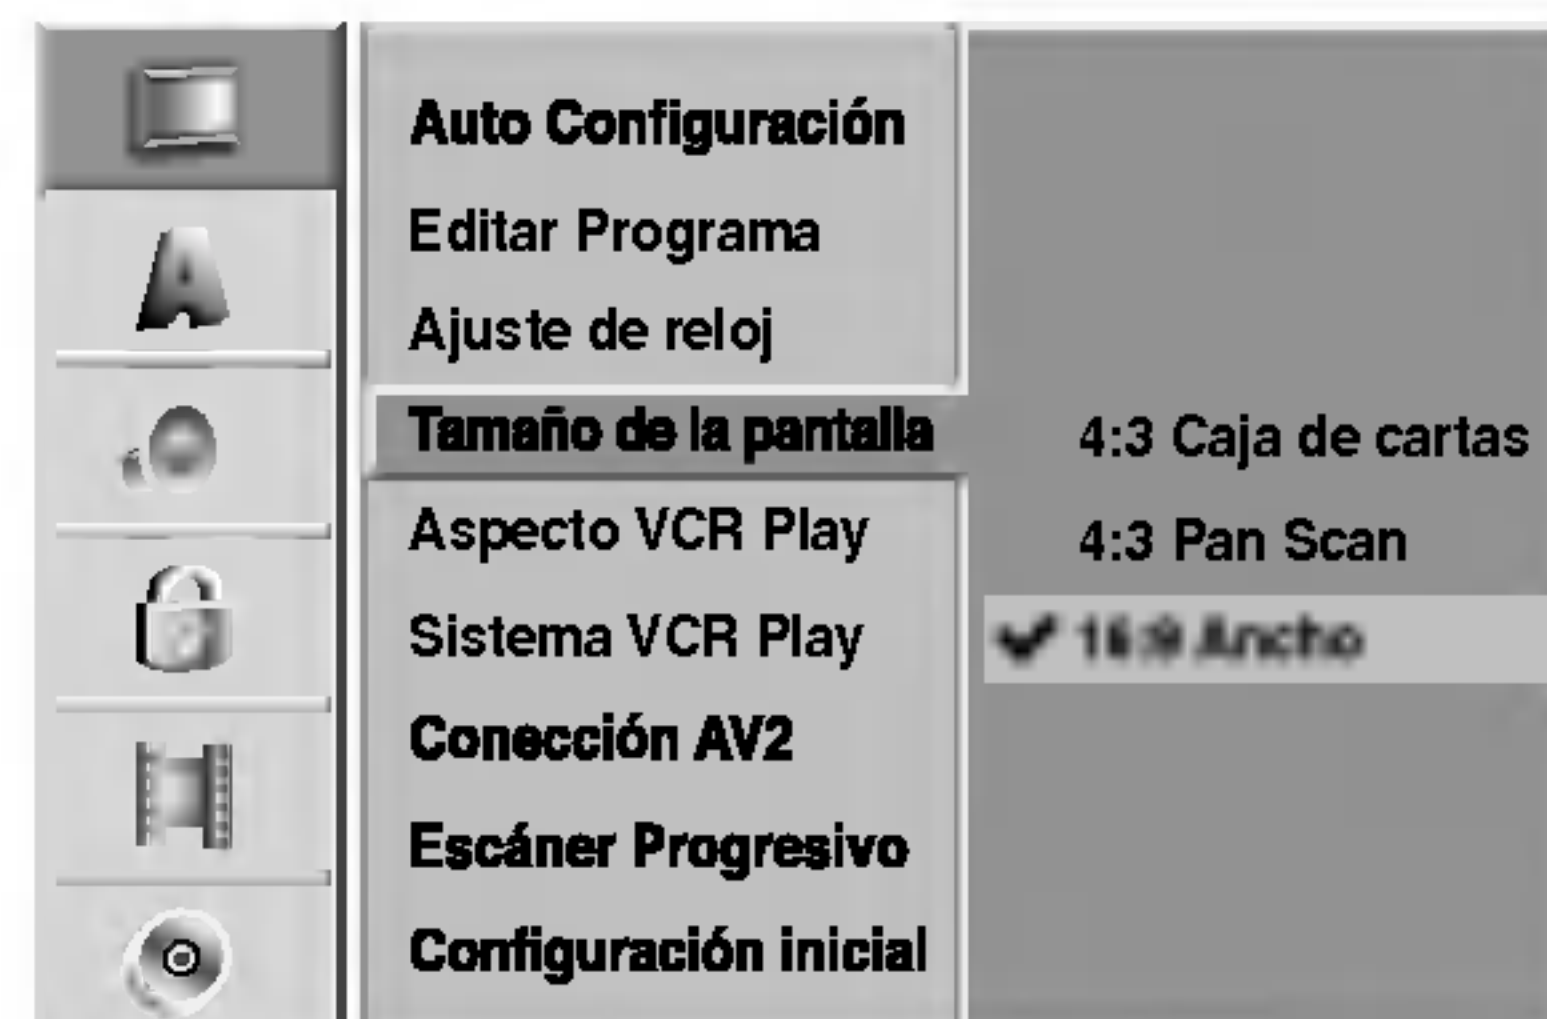 Auto Configuración
Editar Programa
Ajuste de reloj
Tamaño de la pantalla
4:3 Caja de cartas
4:3 Pan Scan
16:9 Ancho
Aspecto VCR Play
Sistema VCR Play
Conección AV2
Escáner Progresivo
Configuración inicial